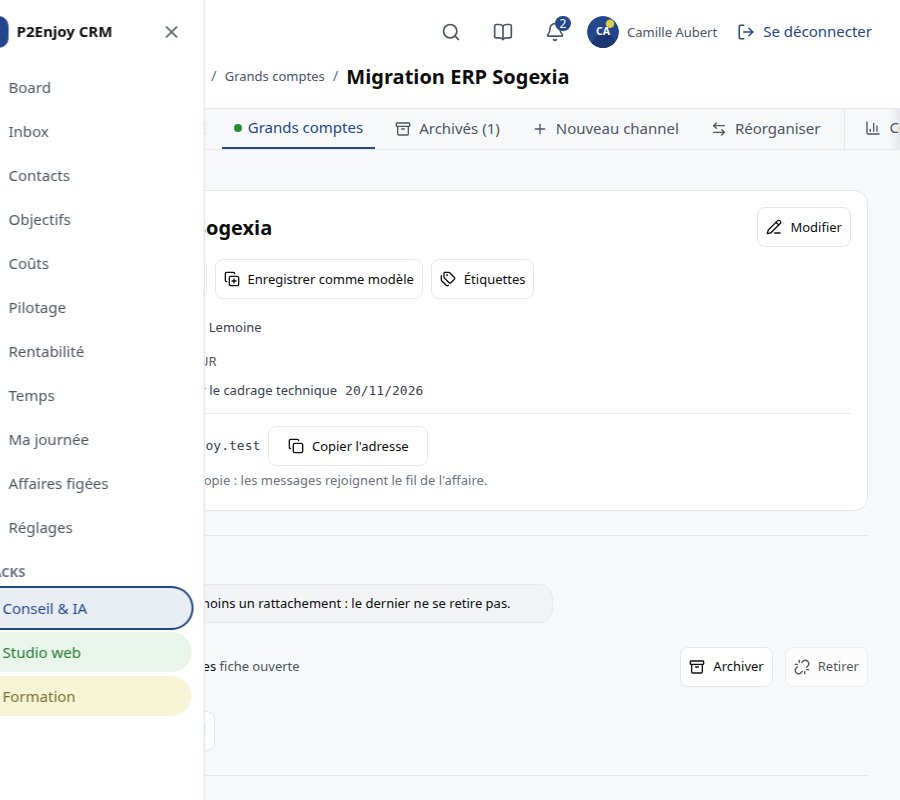 P2Enjoy CRM
2
CA
Camille Aubert
Se déconnecter
/ Grands comptes / Migration ERP Sogexia
Grands comptes
Archivés (1)
Nouveau channel
Réorganiser
Board
Inbox
Contacts
Objectifs
Coûts
Pilotage
Rentabilité
Temps
Ma journée
Affaires figées
Réglages
Conseil & IA
Studio web
Formation
ogexia
Modifier
Enregistrer comme modèle
Étiquettes
Lemoine
UR
le cadrage technique 20/11/2026
oy.test
Copier l'adresse
opie : les messages rejoignent le fil de l'affaire.
moins un rattachement : le dernier ne se retire pas.
es fiche ouverte
Archiver
Retirer